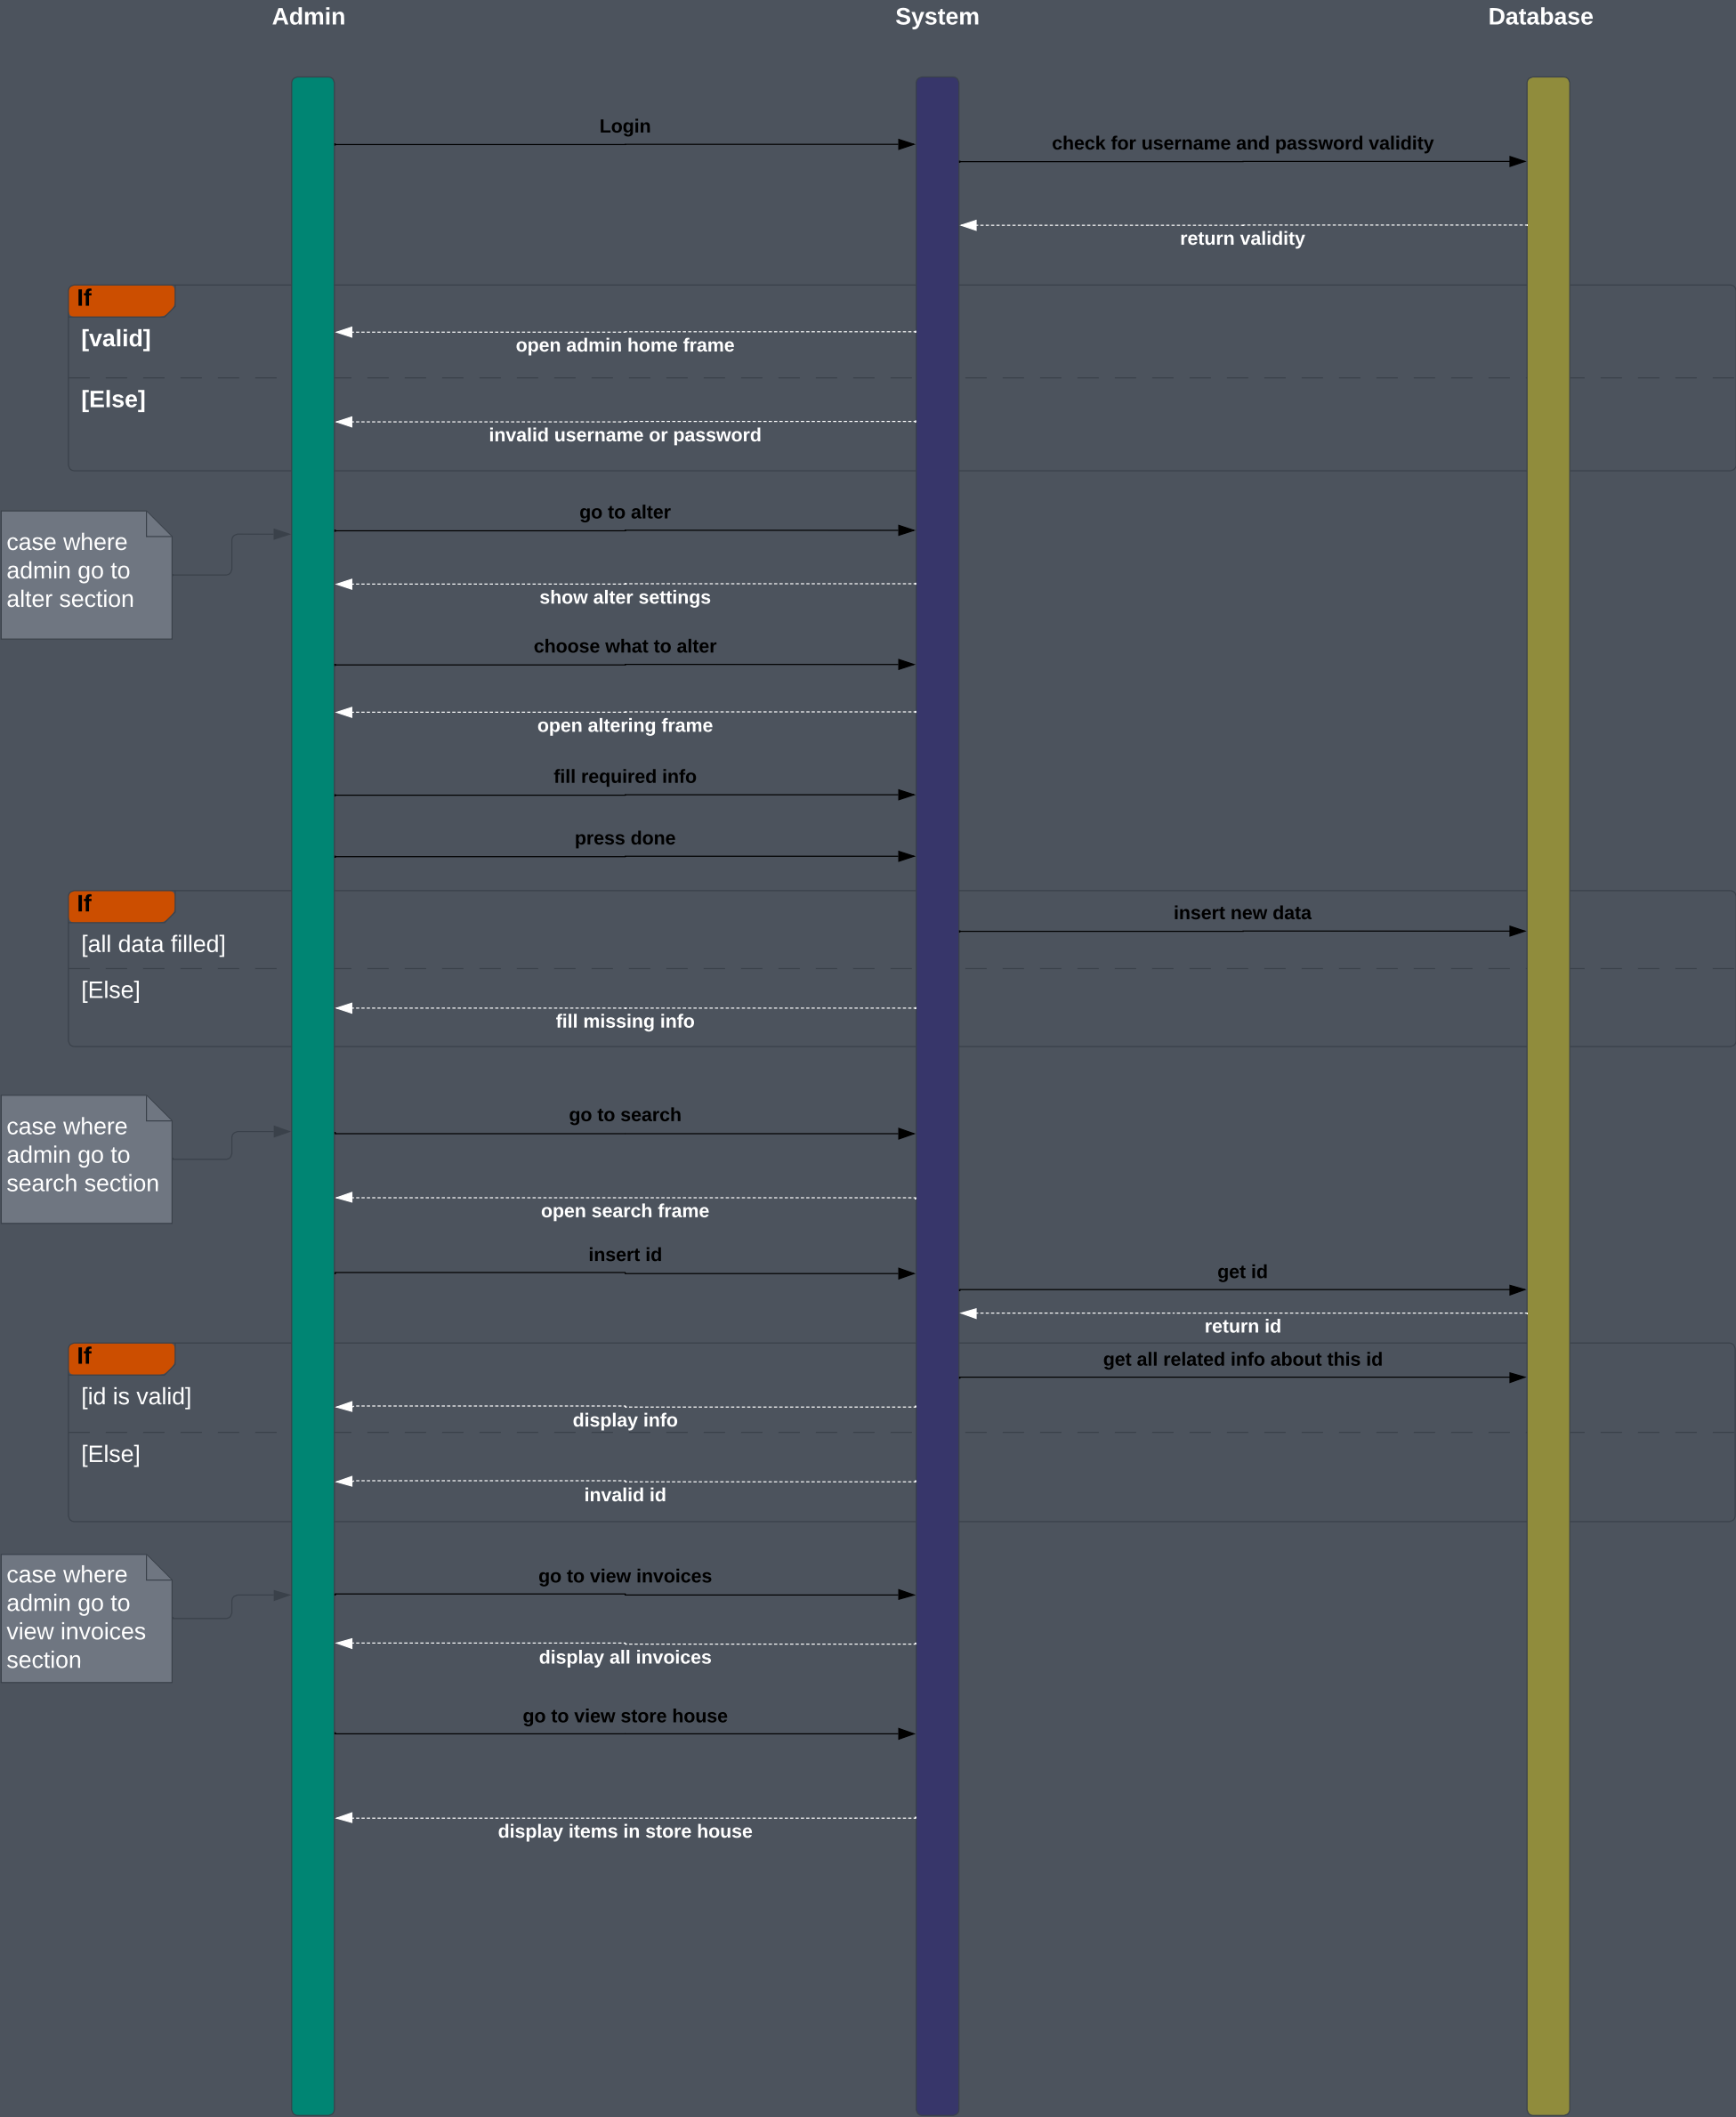 Admin
System
Database
Login
check for username and password validity
return validity
If
[valid]
open admin home frame
[Else]
invalid username or password
go to alter
case where
admin go to
alter section
show alter settings
choose what to alter
open altering frame
fill required info
press done
If
insert new data
[all data filled]
[Else]
fill missing info
go to search
case where
admin go to
search section
open search frame
insert id
get id
return id
If
get all related info about this id
[id is valid]
display info
[Else]
invalid id
case where
admin go to
view invoices
section
go to view invoices
display all invoices
go to view store house
display items in store house